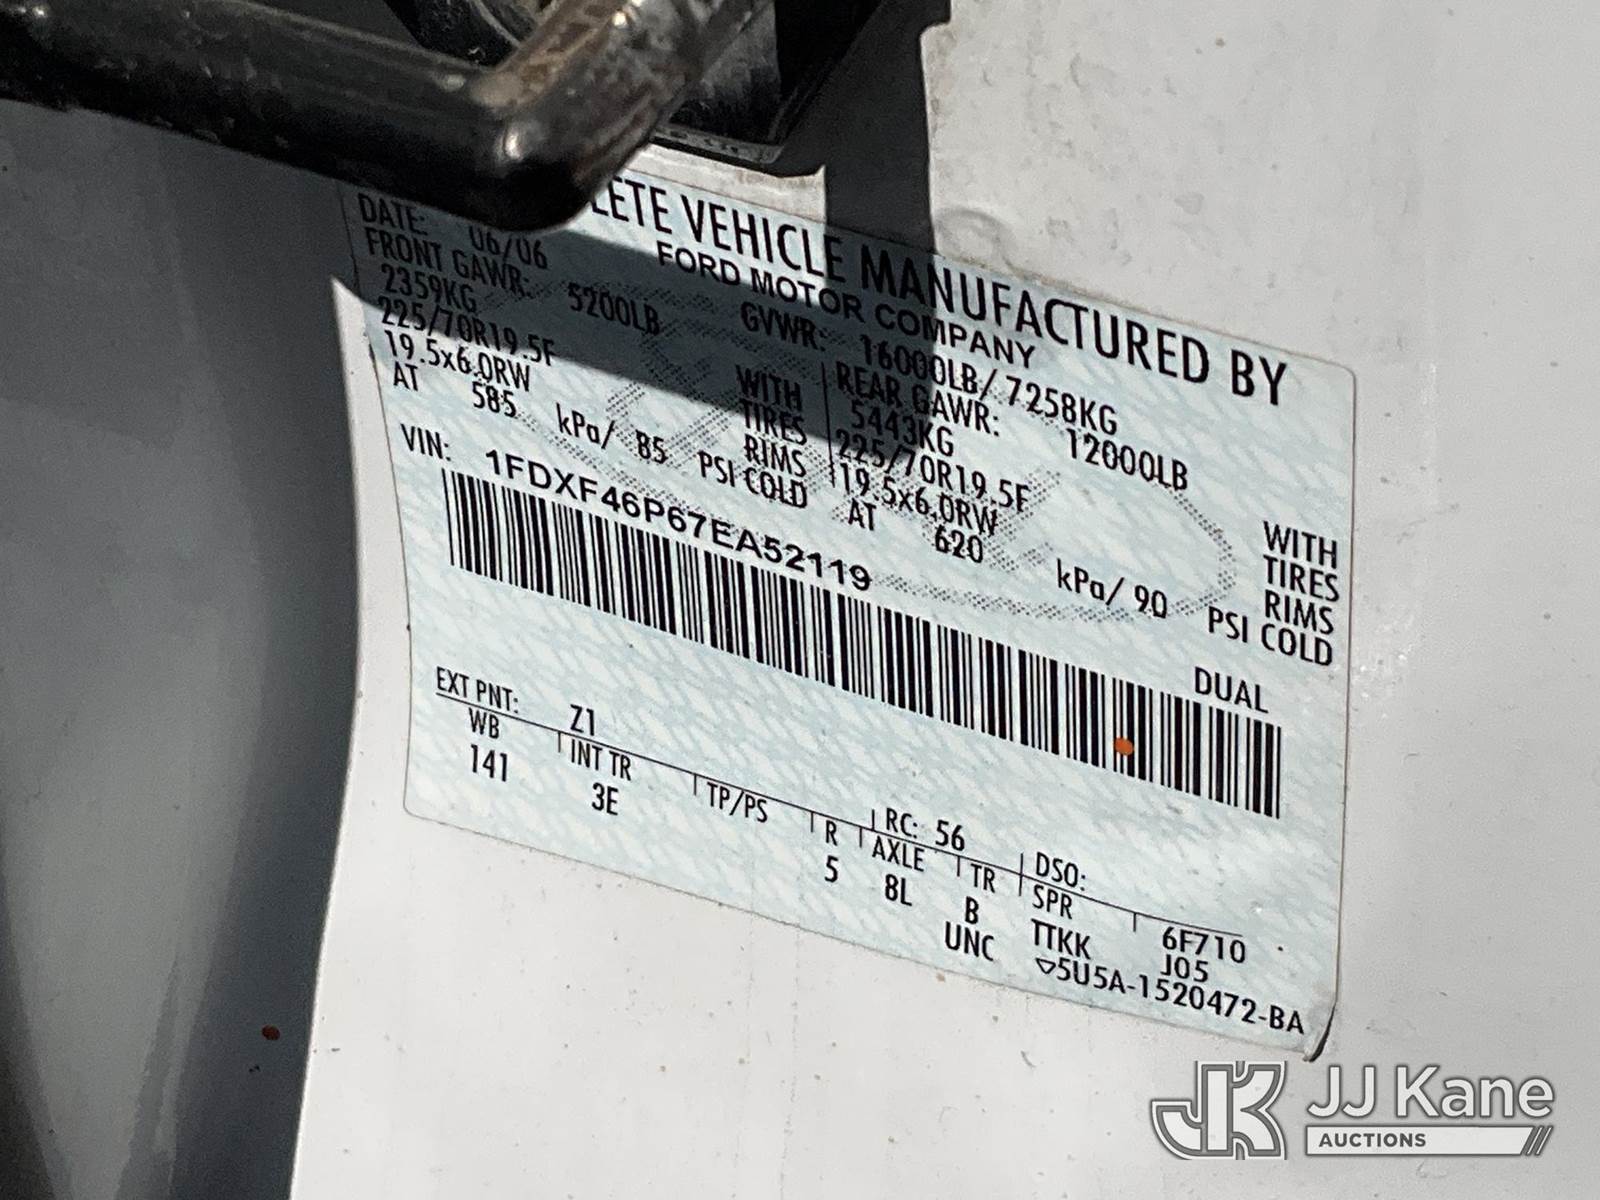 VEHICLE MANUFACTURED BY
FORD MOTOR COMPANY
DATE: 06/06 GVWR: 16000LB/ 7258KG
FRONT GAWR: 5200LB REAR GAWR: 12000LB
2359KG WITH 5443KG WITH
225/70R19.5F TIRES 225/70R19.5F TIRES
19.5x6.0RW RIMS 19.5x6.0RW RIMS
AT 585 kPa/ 85 PSI COLD AT 620 kPa/ 90 PSI COLD
VIN: 1FDXF46P67EA52119 DUAL
EXT PNT: Z1 RC: 56 DSO:
WB INT TR TP/PS R AXLE TR SPR
141 3E 5 8L B TTKK 6F710
UNC J05
▽5U5A-1520472-BA
JK JJ Kane
AUCTIONS